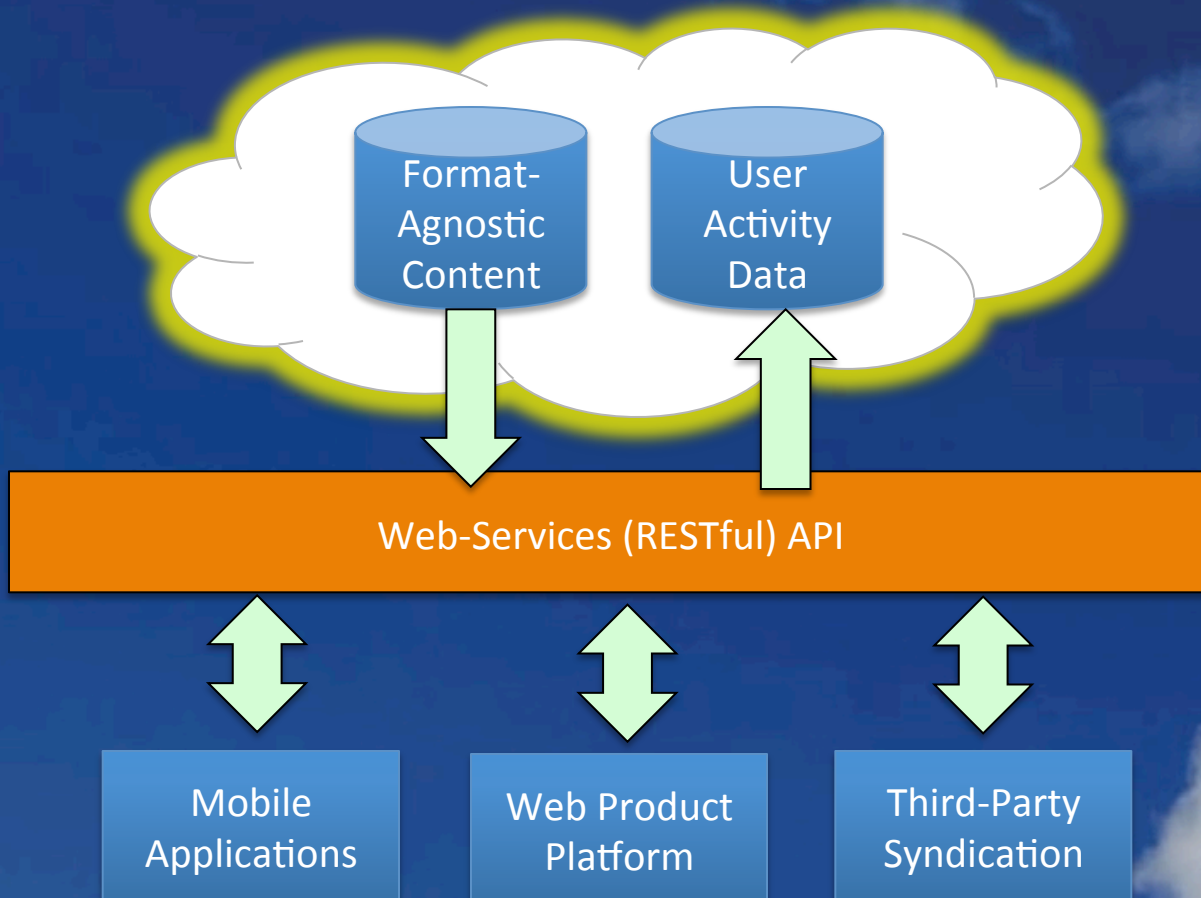 Format-
Agnostic
Content
User
Activity
Data
Web-Services (RESTful) API
Mobile
Applications
Web Product
Platform
Third-Party
Syndication